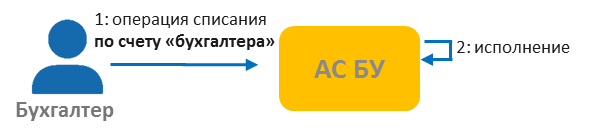 1: операция списания
по счету «бухгалтера»
АС БУ
2: исполнение
Бухгалтер